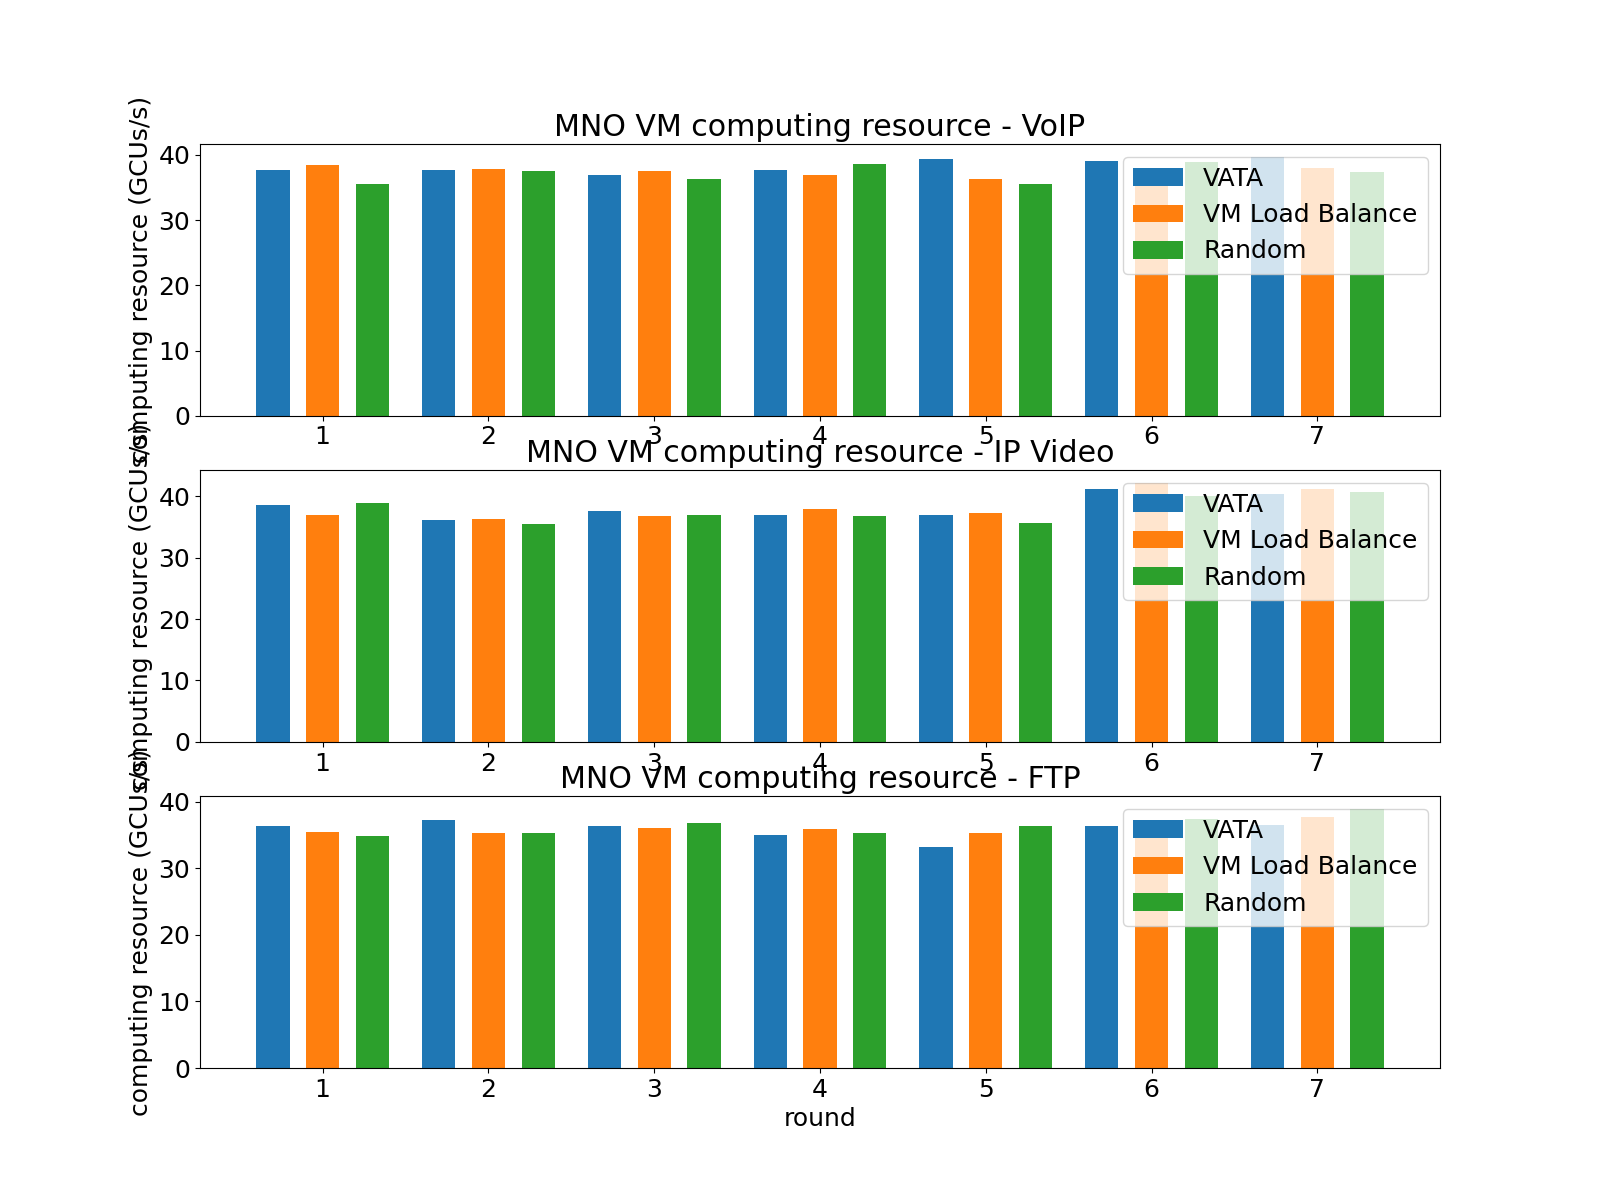 MNO VM computing resource - VoIP
computing resource (GCUs/s)
40
30
20
10
0
1 2 3 4 5 6 7
VATA
VM Load Balance
Random
MNO VM computing resource - IP Video
computing resource (GCUs/s)
40
30
20
10
0
1 2 3 4 5 6 7
VATA
VM Load Balance
Random
MNO VM computing resource - FTP
computing resource (GCUs/s)
40
30
20
10
0
1 2 3 4 5 6 7
round
VATA
VM Load Balance
Random